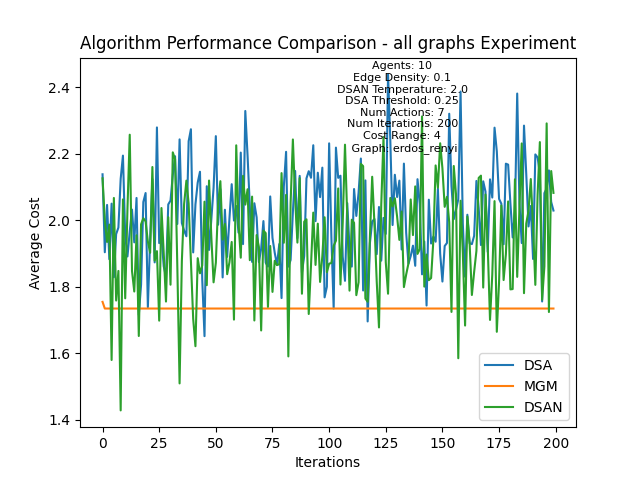 Algorithm Performance Comparison - all graphs Experiment
Agents: 10
Edge Density: 0.1
DSAN Temperature: 2.0
DSA Threshold: 0.25
Num Actions: 7
Num Iterations: 200
Cost Range: 4
Graph: erdos_renyi
Average Cost
2.4
2.2
2.0
1.8
1.6
1.4
DSA
MGM
DSAN
0 25 50 75 100 125 150 175 200
Iterations